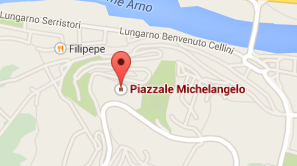 me Arno
Lungarno Serristori
Lungarno Benvenuto Cellini
Filipepe
Piazzale Michelangelo